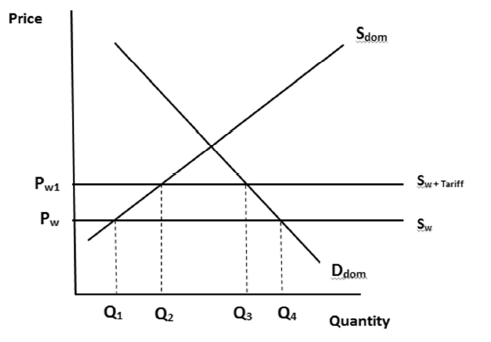 Price
Sdom
Pw1
Sw + Tariff
Pw
Sw
Ddom
Q1
Q2
Q3
Q4
Quantity